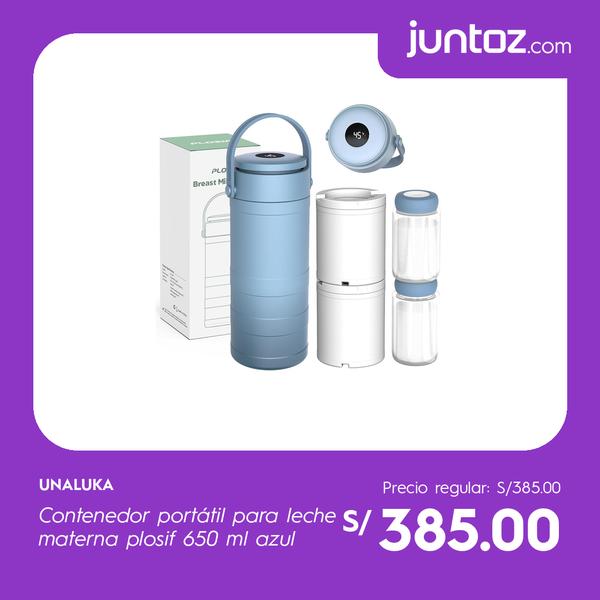 juntoz.com
45°
Breast Mi
UNALUKA
Contenedor portátil para leche
materna plosif 650 ml azul
Precio regular: S/385.00
S/ 385.00